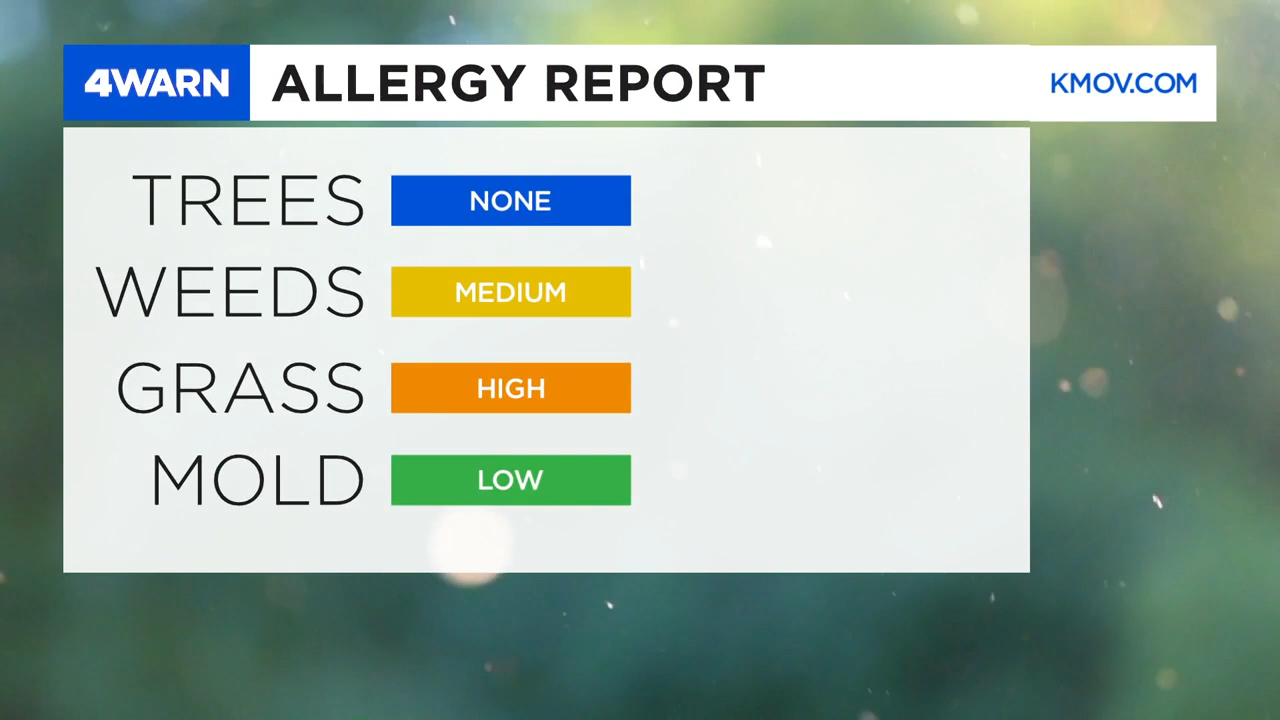 4WARN ALLERGY REPORT KMOV.COM
TREES NONE
WEEDS MEDIUM
GRASS HIGH
MOLD LOW